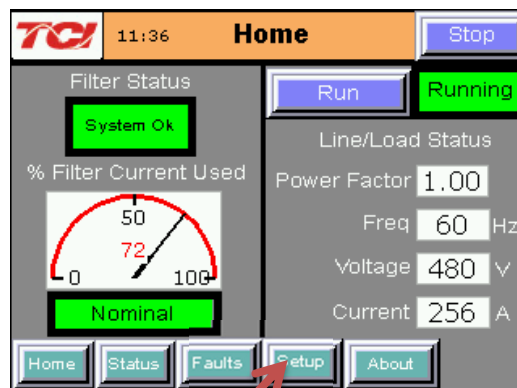 TCI 11:36 Home Stop
Filter Status
System Ok
% Filter Current Used
50
72
0 100
Nominal
Run Running
Line/Load Status
Power Factor 1.00
Freq 60 Hz
Voltage 480 V
Current 256 A
Home Status Faults Setup About